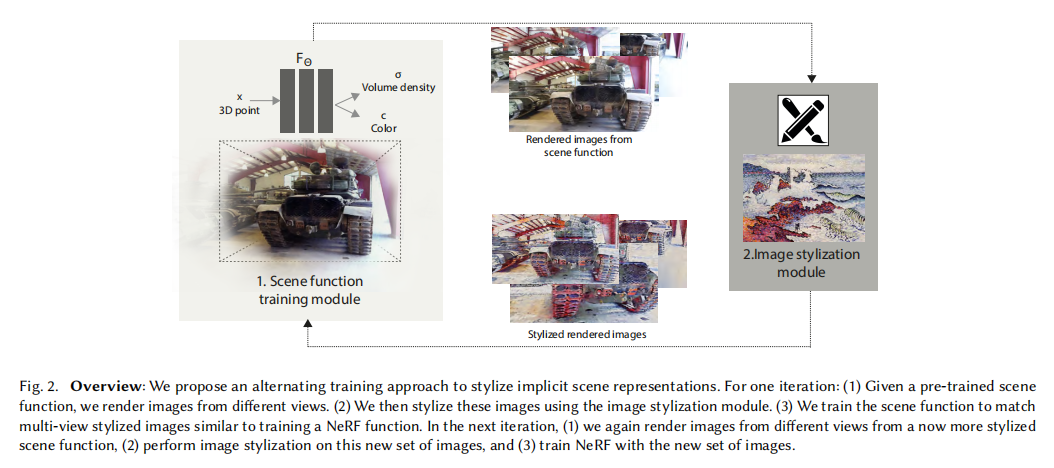 F_Θ
σ
Volume density
x
3D point
c
Color
1. Scene function
training module
Rendered images from
scene function
Stylized rendered images
2.Image stylization
module
Fig. 2. Overview: We propose an alternating training approach to stylize implicit scene representations. For one iteration: (1) Given a pre-trained scene
function, we render images from different views. (2) We then stylize these images using the image stylization module. (3) We train the scene function to match
multi-view stylized images similar to training a NeRF function. In the next iteration, (1) we again render images from different views from a now more stylized
scene function, (2) perform image stylization on this new set of images, and (3) train NeRF with the new set of images.